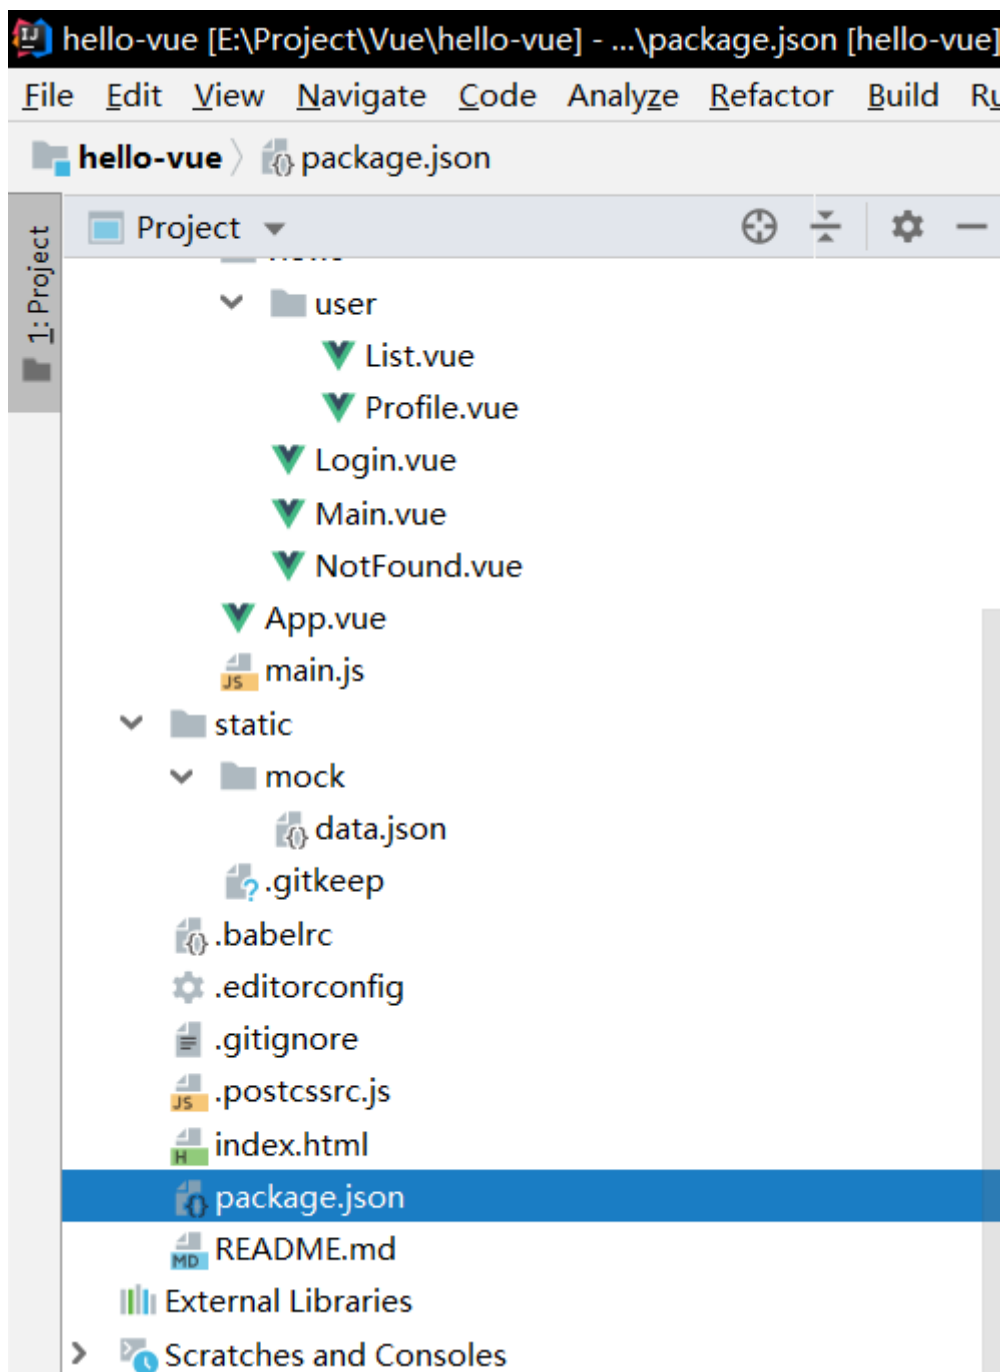 hello-vue [E:\Project\Vue\hello-vue] - ...\package.json [hello-vue]
File Edit View Navigate Code Analyze Refactor Build Ru
hello-vue package.json
1: Project
Project
user
List.vue
Profile.vue
Login.vue
Main.vue
NotFound.vue
App.vue
main.js
static
mock
data.json
.gitkeep
.babelrc
.editorconfig
.gitignore
.postcssrc.js
index.html
package.json
README.md
External Libraries
Scratches and Consoles